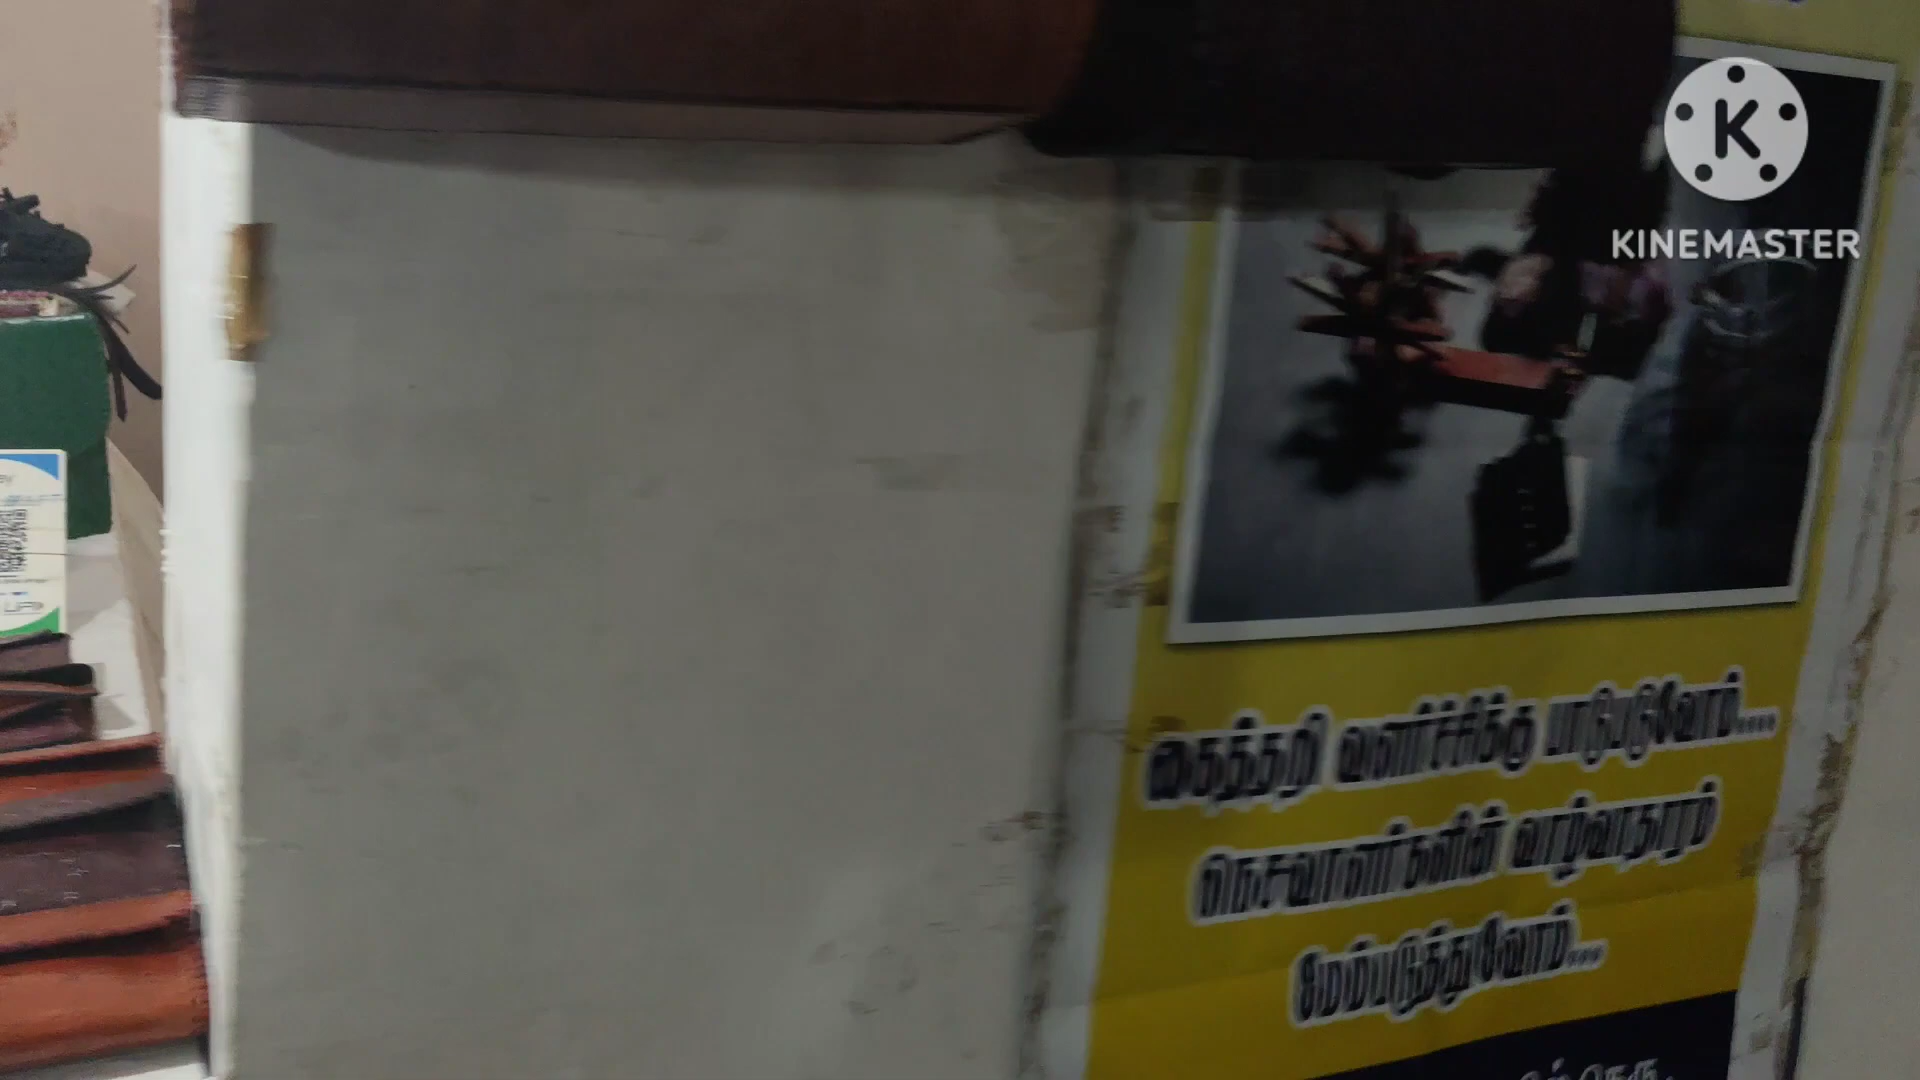 KINEMASTER
கைத்தறி வளர்ச்சிக்கு பாடுபடுவோம்....
நெசவாளர்களின் வாழ்வாதாரம்
மேம்படுத்துவோம்...